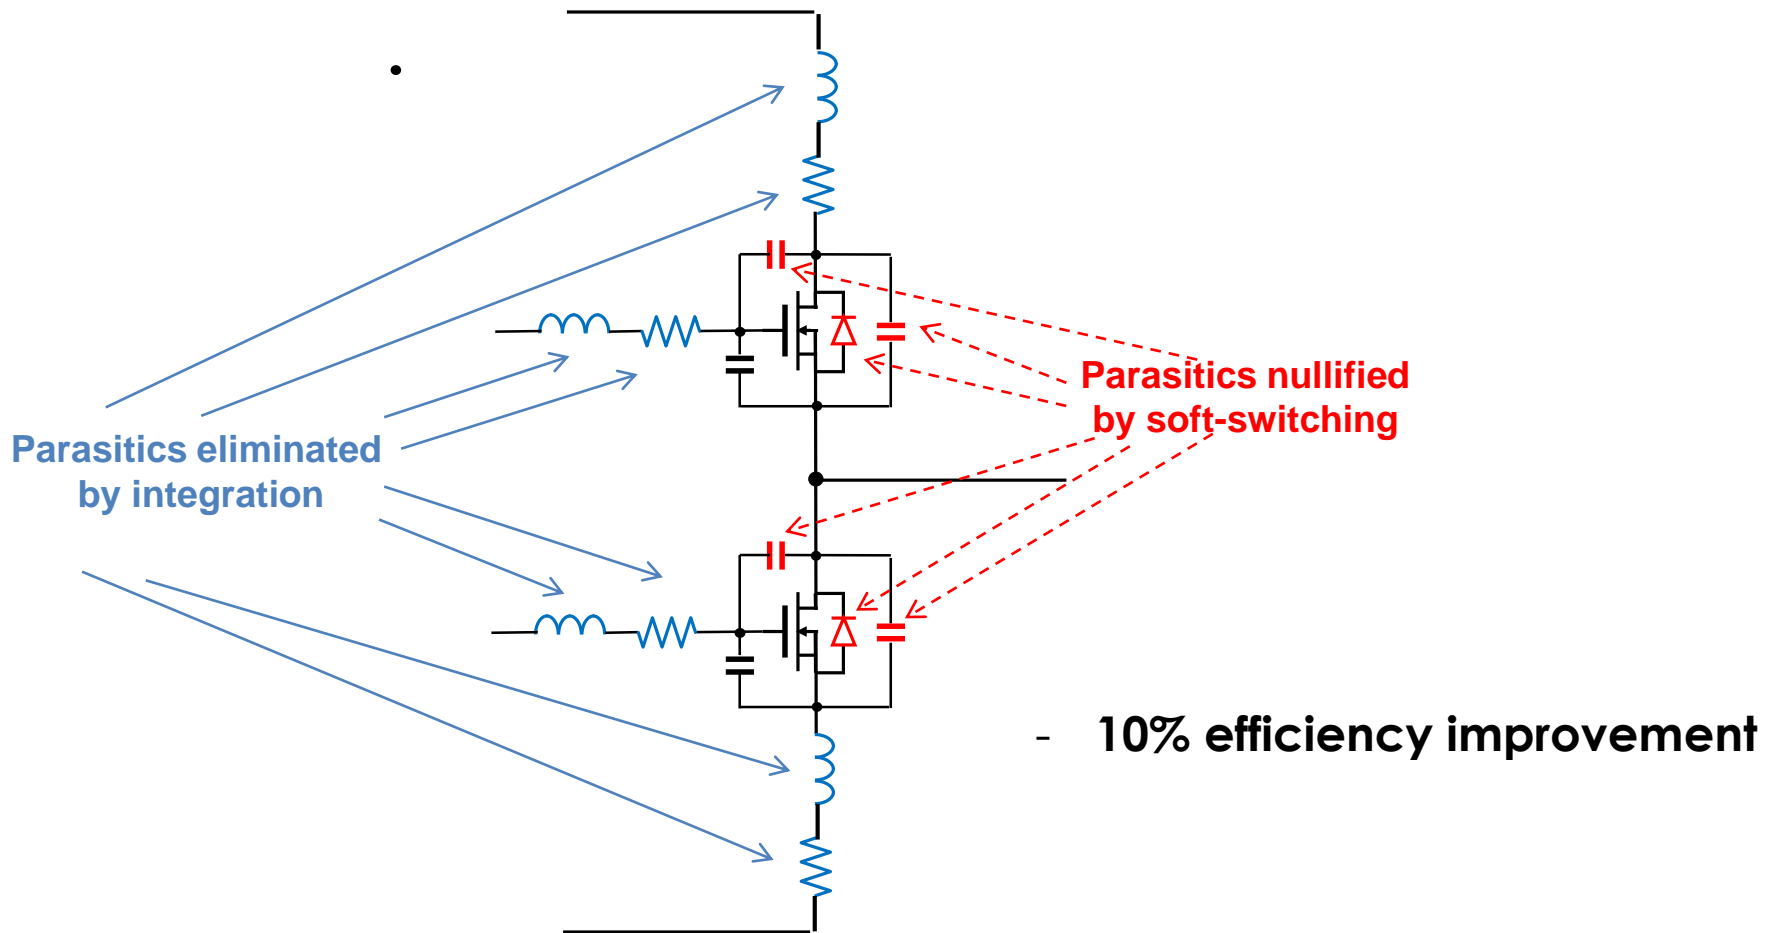 •
Parasitics nullified
by soft-switching
Parasitics eliminated
by integration
- 10% efficiency improvement